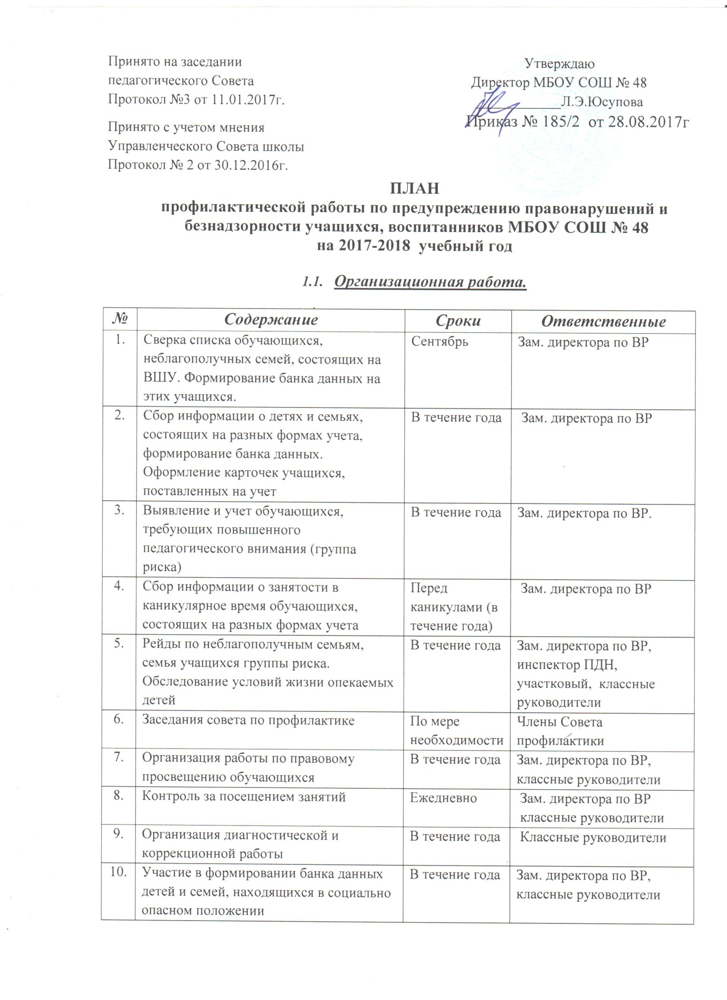 Принято на заседании
педагогического Совета
Протокол №3 от 11.01.2017г.
Принято с учетом мнения
Управленческого Совета школы
Протокол № 2 от 30.12.2016г.
Утверждаю
Директор МБОУ СОШ № 48
____________Л.Э.Юсупова
Приказ № 185/2 от 28.08.2017г
ПЛАН
профилактической работы по предупреждению правонарушений и
безнадзорности учащихся, воспитанников МБОУ СОШ № 48
на 2017-2018 учебный год
1.1. Организационная работа.
№ Содержание Сроки Ответственные
1. Сверка списка обучающихся, Сентябрь Зам. директора по ВР
неблагополучных семей, состоящих на
ВШУ. Формирование банка данных на
этих учащихся.
2. Сбор информации о детях и семьях, В течение года Зам. директора по ВР
состоящих на разных формах учета,
формирование банка данных.
Оформление карточек учащихся,
поставленных на учет
3. Выявление и учет обучающихся, В течение года Зам. директора по ВР.
требующих повышенного
педагогического внимания (группа
риска)
4. Сбор информации о занятости в Перед Зам. директора по ВР
каникулярное время обучающихся, каникулами (в
состоящих на разных формах учета течение года)
5. Рейды по неблагополучным семьям, В течение года Зам. директора по ВР,
семья учащихся группы риска. инспектор ПДН,
Обследование условий жизни опекаемых участковый, классные
детей руководители
6. Заседания совета по профилактике По мере Члены Совета
необходимости профилактики
7. Организация работы по правовому В течение года Зам. директора по ВР,
просвещению обучающихся классные руководители
8. Контроль за посещением занятий Ежедневно Зам. директора по ВР
классные руководители
9. Организация диагностической и В течение года Классные руководители
коррекционной работы
10. Участие в формировании банка данных В течение года Зам. директора по ВР,
детей и семей, находящихся в социально классные руководители
опасном положении